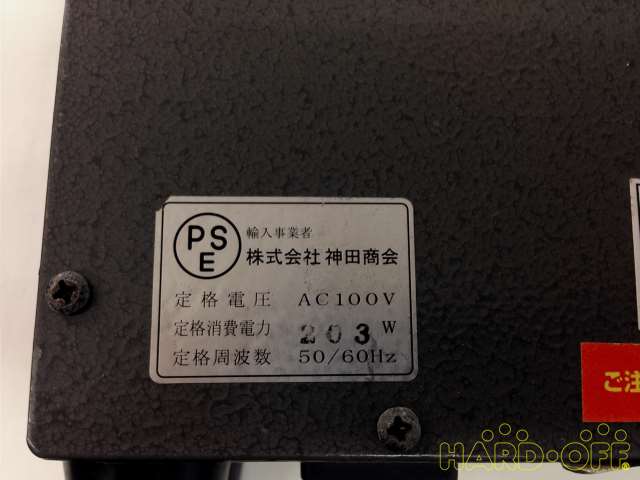 PS
E
輸入事業者
株式会社 神田商会
定格電圧 AC100V
定格消費電力 203 W
定格周波数 50/60Hz
ご注
HARD-OFF